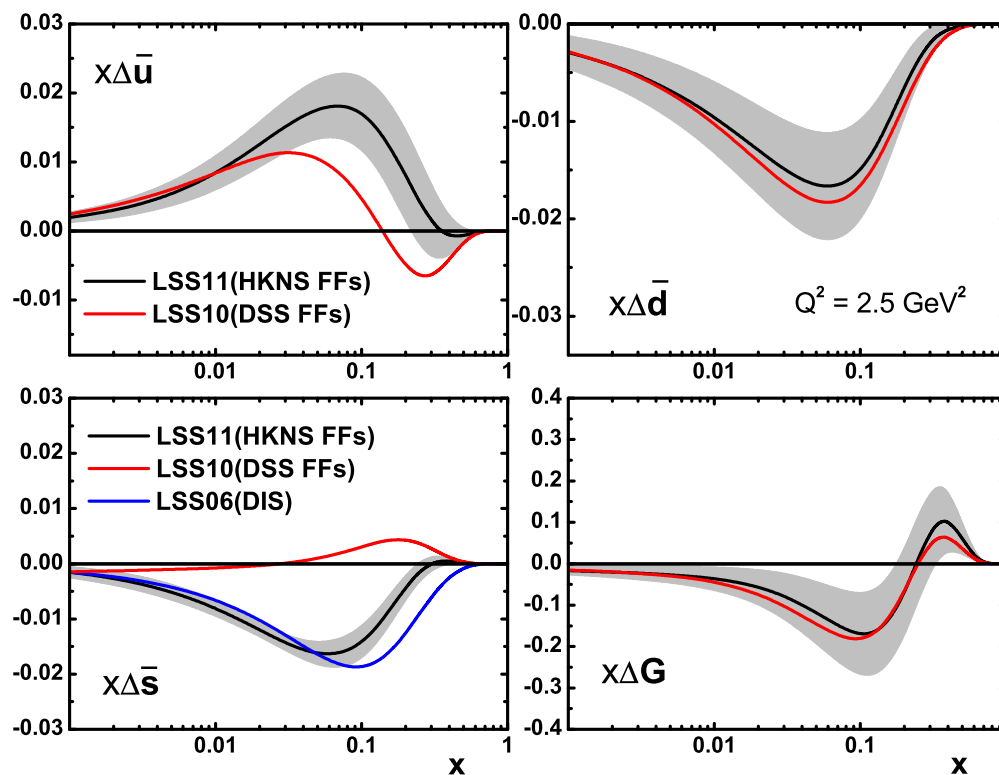 0.03
0.02
0.01
0.00
-0.01
xΔu̅
LSS11(HKNS FFs)
LSS10(DSS FFs)
0.01
0.1
1
0.00
-0.01
-0.02
-0.03
xΔd̅
Q² = 2.5 GeV²
0.01
0.1
0.03
0.02
0.01
0.00
-0.01
-0.02
-0.03
LSS11(HKNS FFs)
LSS10(DSS FFs)
LSS06(DIS)
xΔs̅
0.01
0.1
1
x
0.4
0.3
0.2
0.1
0.0
-0.1
-0.2
-0.3
-0.4
xΔG
0.01
0.1
x